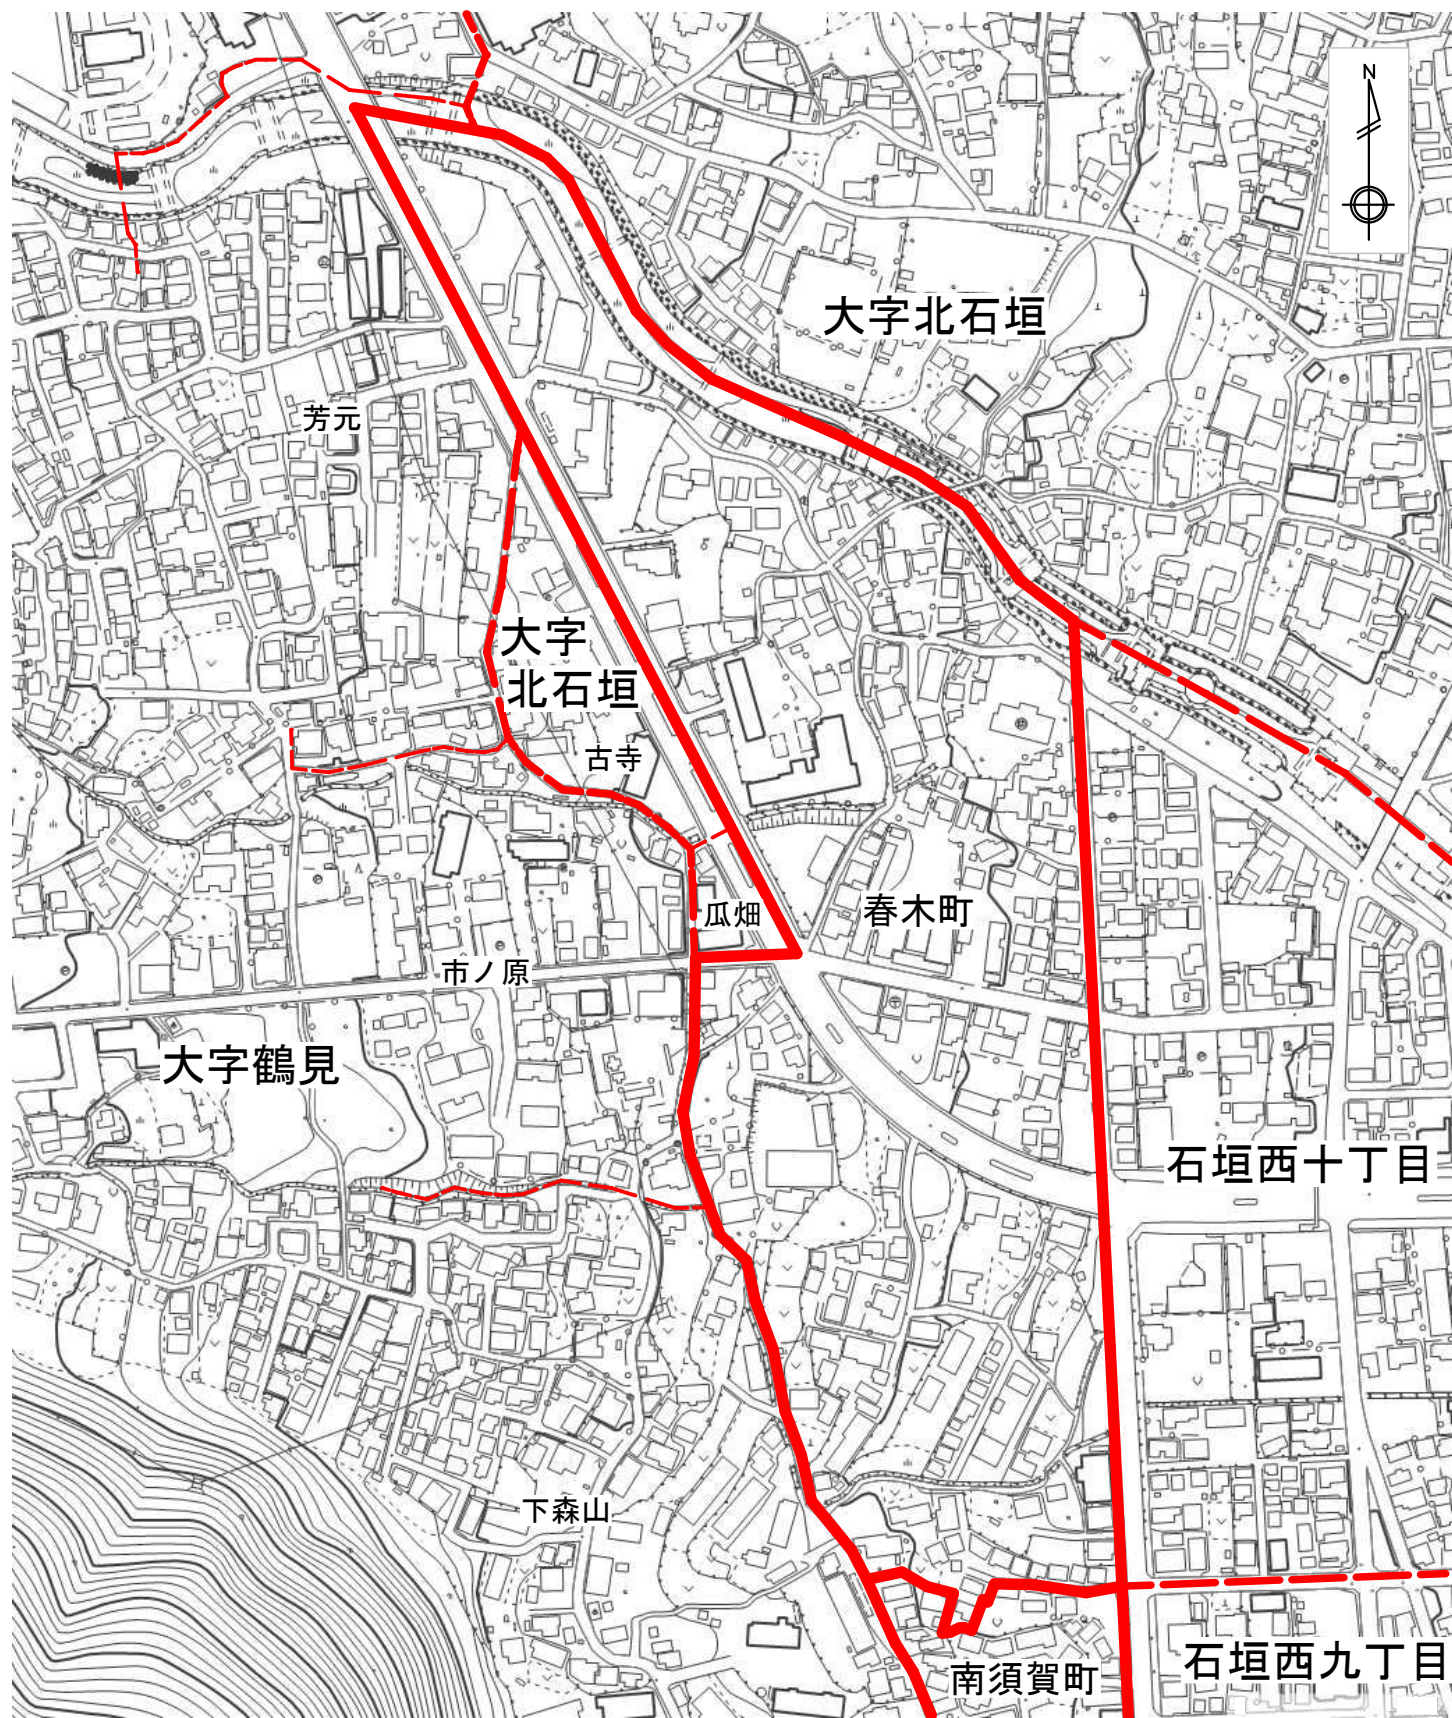 N
大字北石垣
芳元
大字
北石垣
古寺
瓜畑
春木町
市ノ原
大字鶴見
石垣西十丁目
下森山
石垣西九丁目
南須賀町